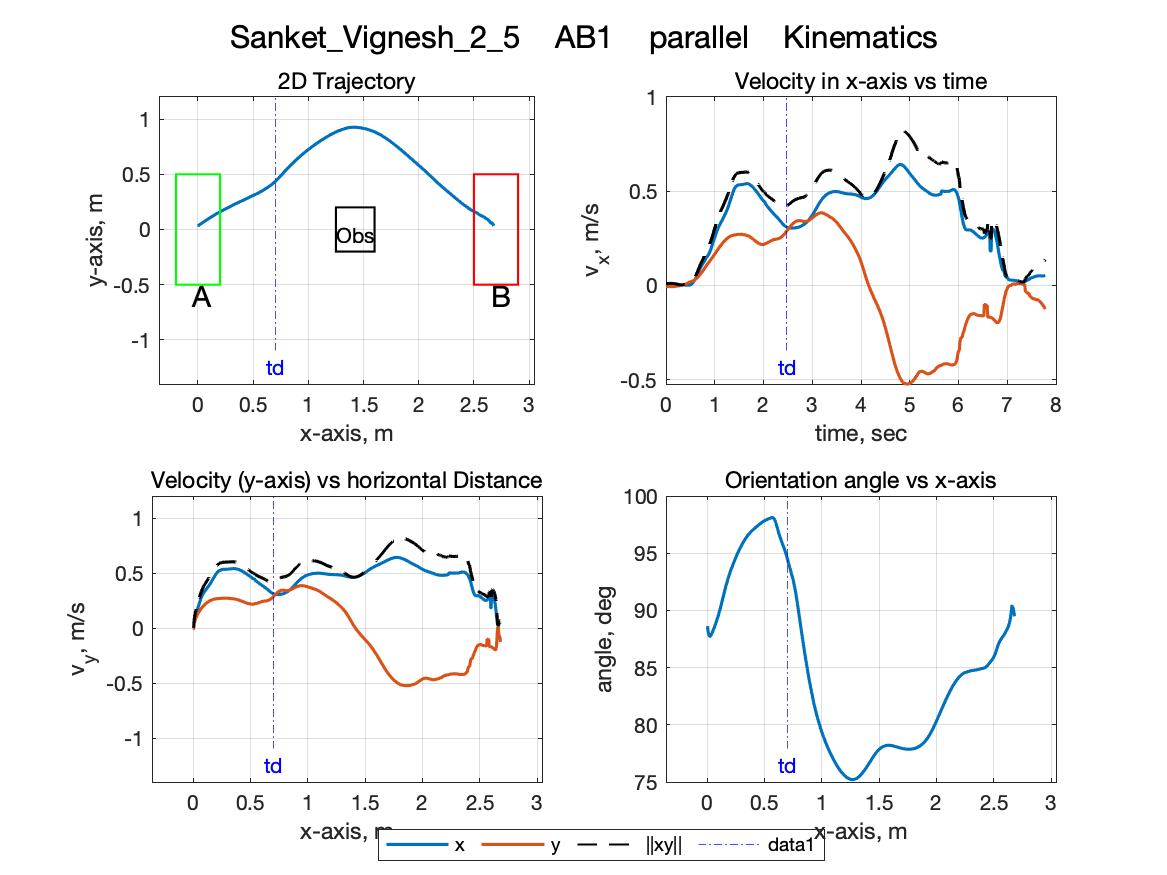 Sanket_Vignesh_2_5 AB1 parallel Kinematics
2D Trajectory
1
0.5
0
-0.5
-1
y-axis, m
A
Obs
B
td
0 0.5 1 1.5 2 2.5 3
x-axis, m
Velocity in x-axis vs time
1
0.5
0
-0.5
vx, m/s
td
0 1 2 3 4 5 6 7 8
time, sec
Velocity (y-axis) vs horizontal Distance
1
0.5
0
-0.5
-1
vy, m/s
td
0 0.5 1 1.5 2 2.5 3
x-axis, m
Orientation angle vs x-axis
100
95
90
85
80
75
angle, deg
td
0 0.5 1 1.5 2 2.5 3
x-axis, m
x y ||xy|| data1